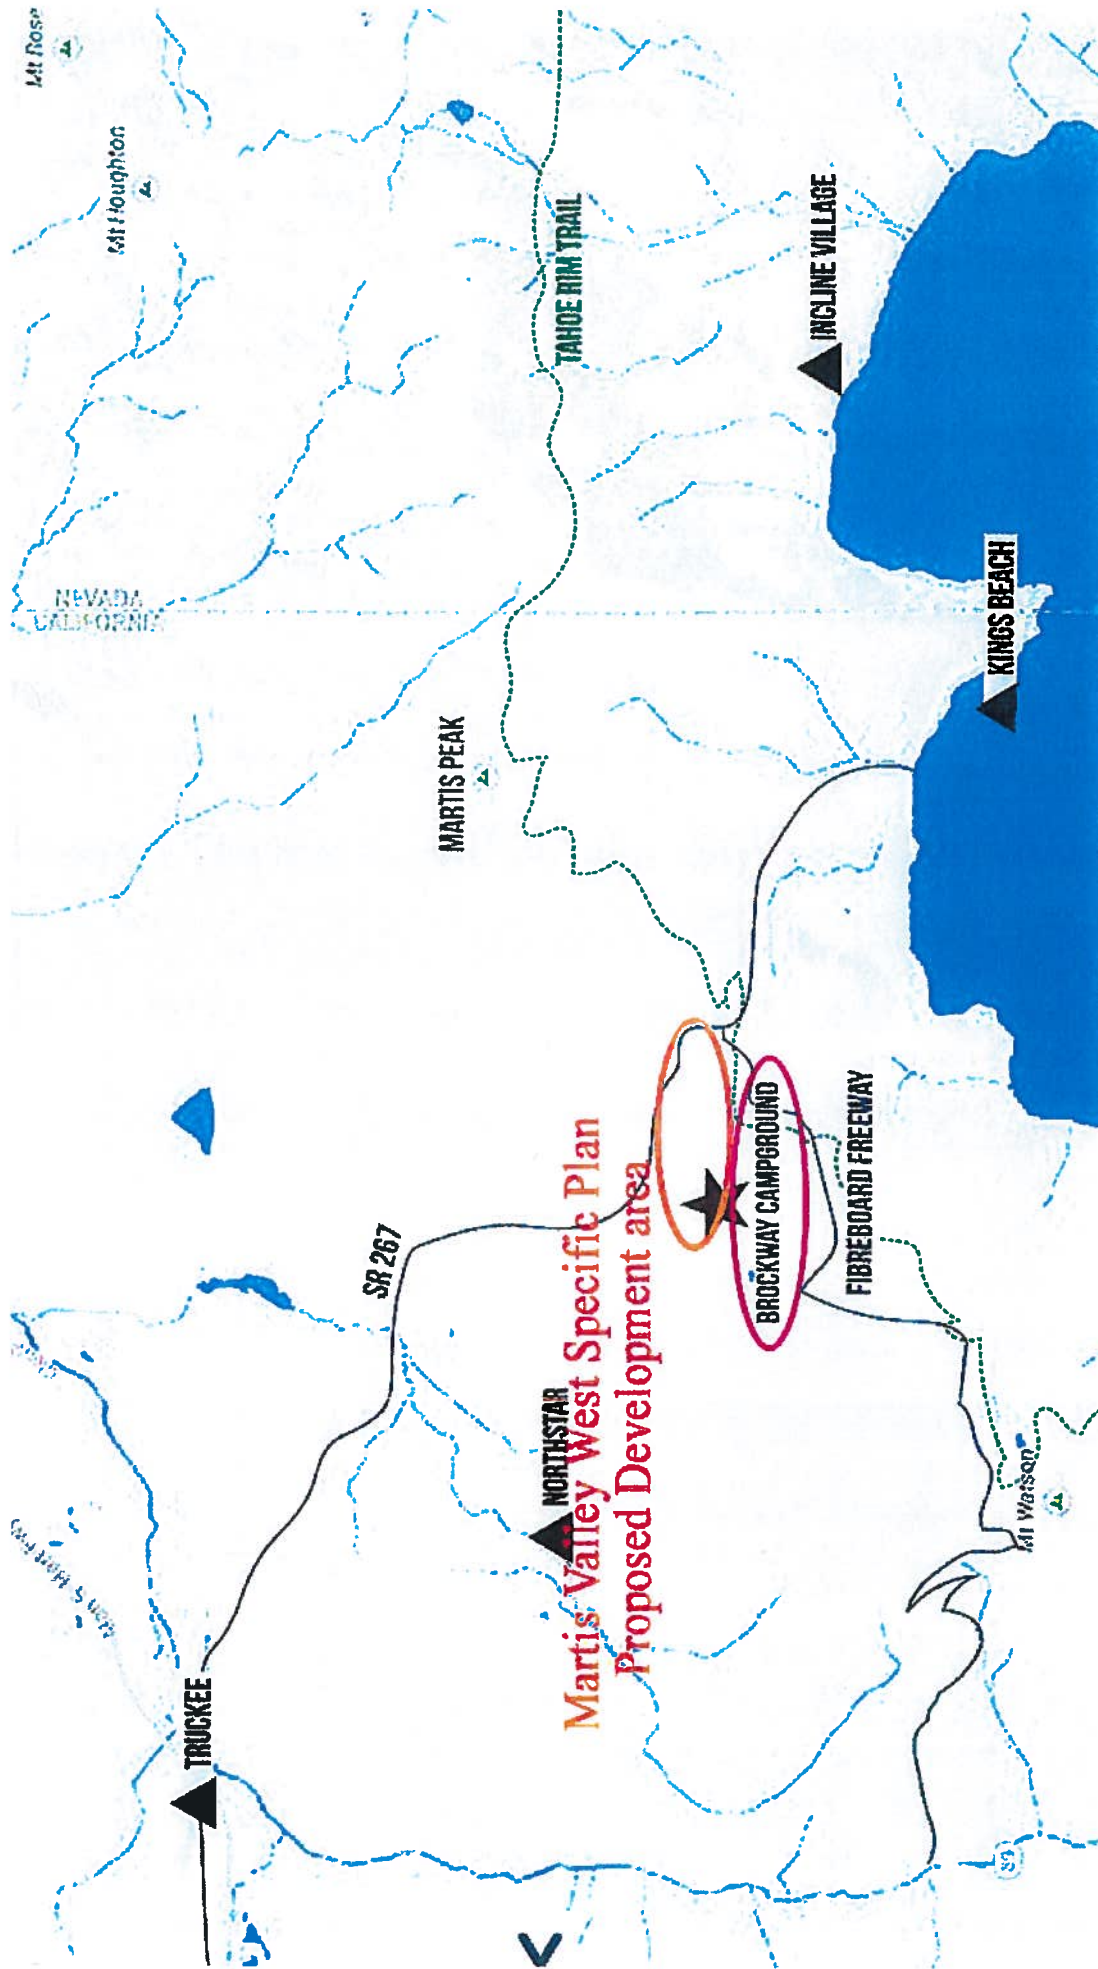 Mt Rose
Mt Houghton
NEVADA
CALIFORNIA
TAHOE RIM TRAIL
INCLINE VILLAGE
MARTIS PEAK
KINGS BEACH
SR 267
TRUCKEE
NORTHSTAR
Martis Valley West Specific Plan
Proposed Development area
BROCKWAY CAMPGROUND
FIBREBOARD FREEWAY
Mt Watson